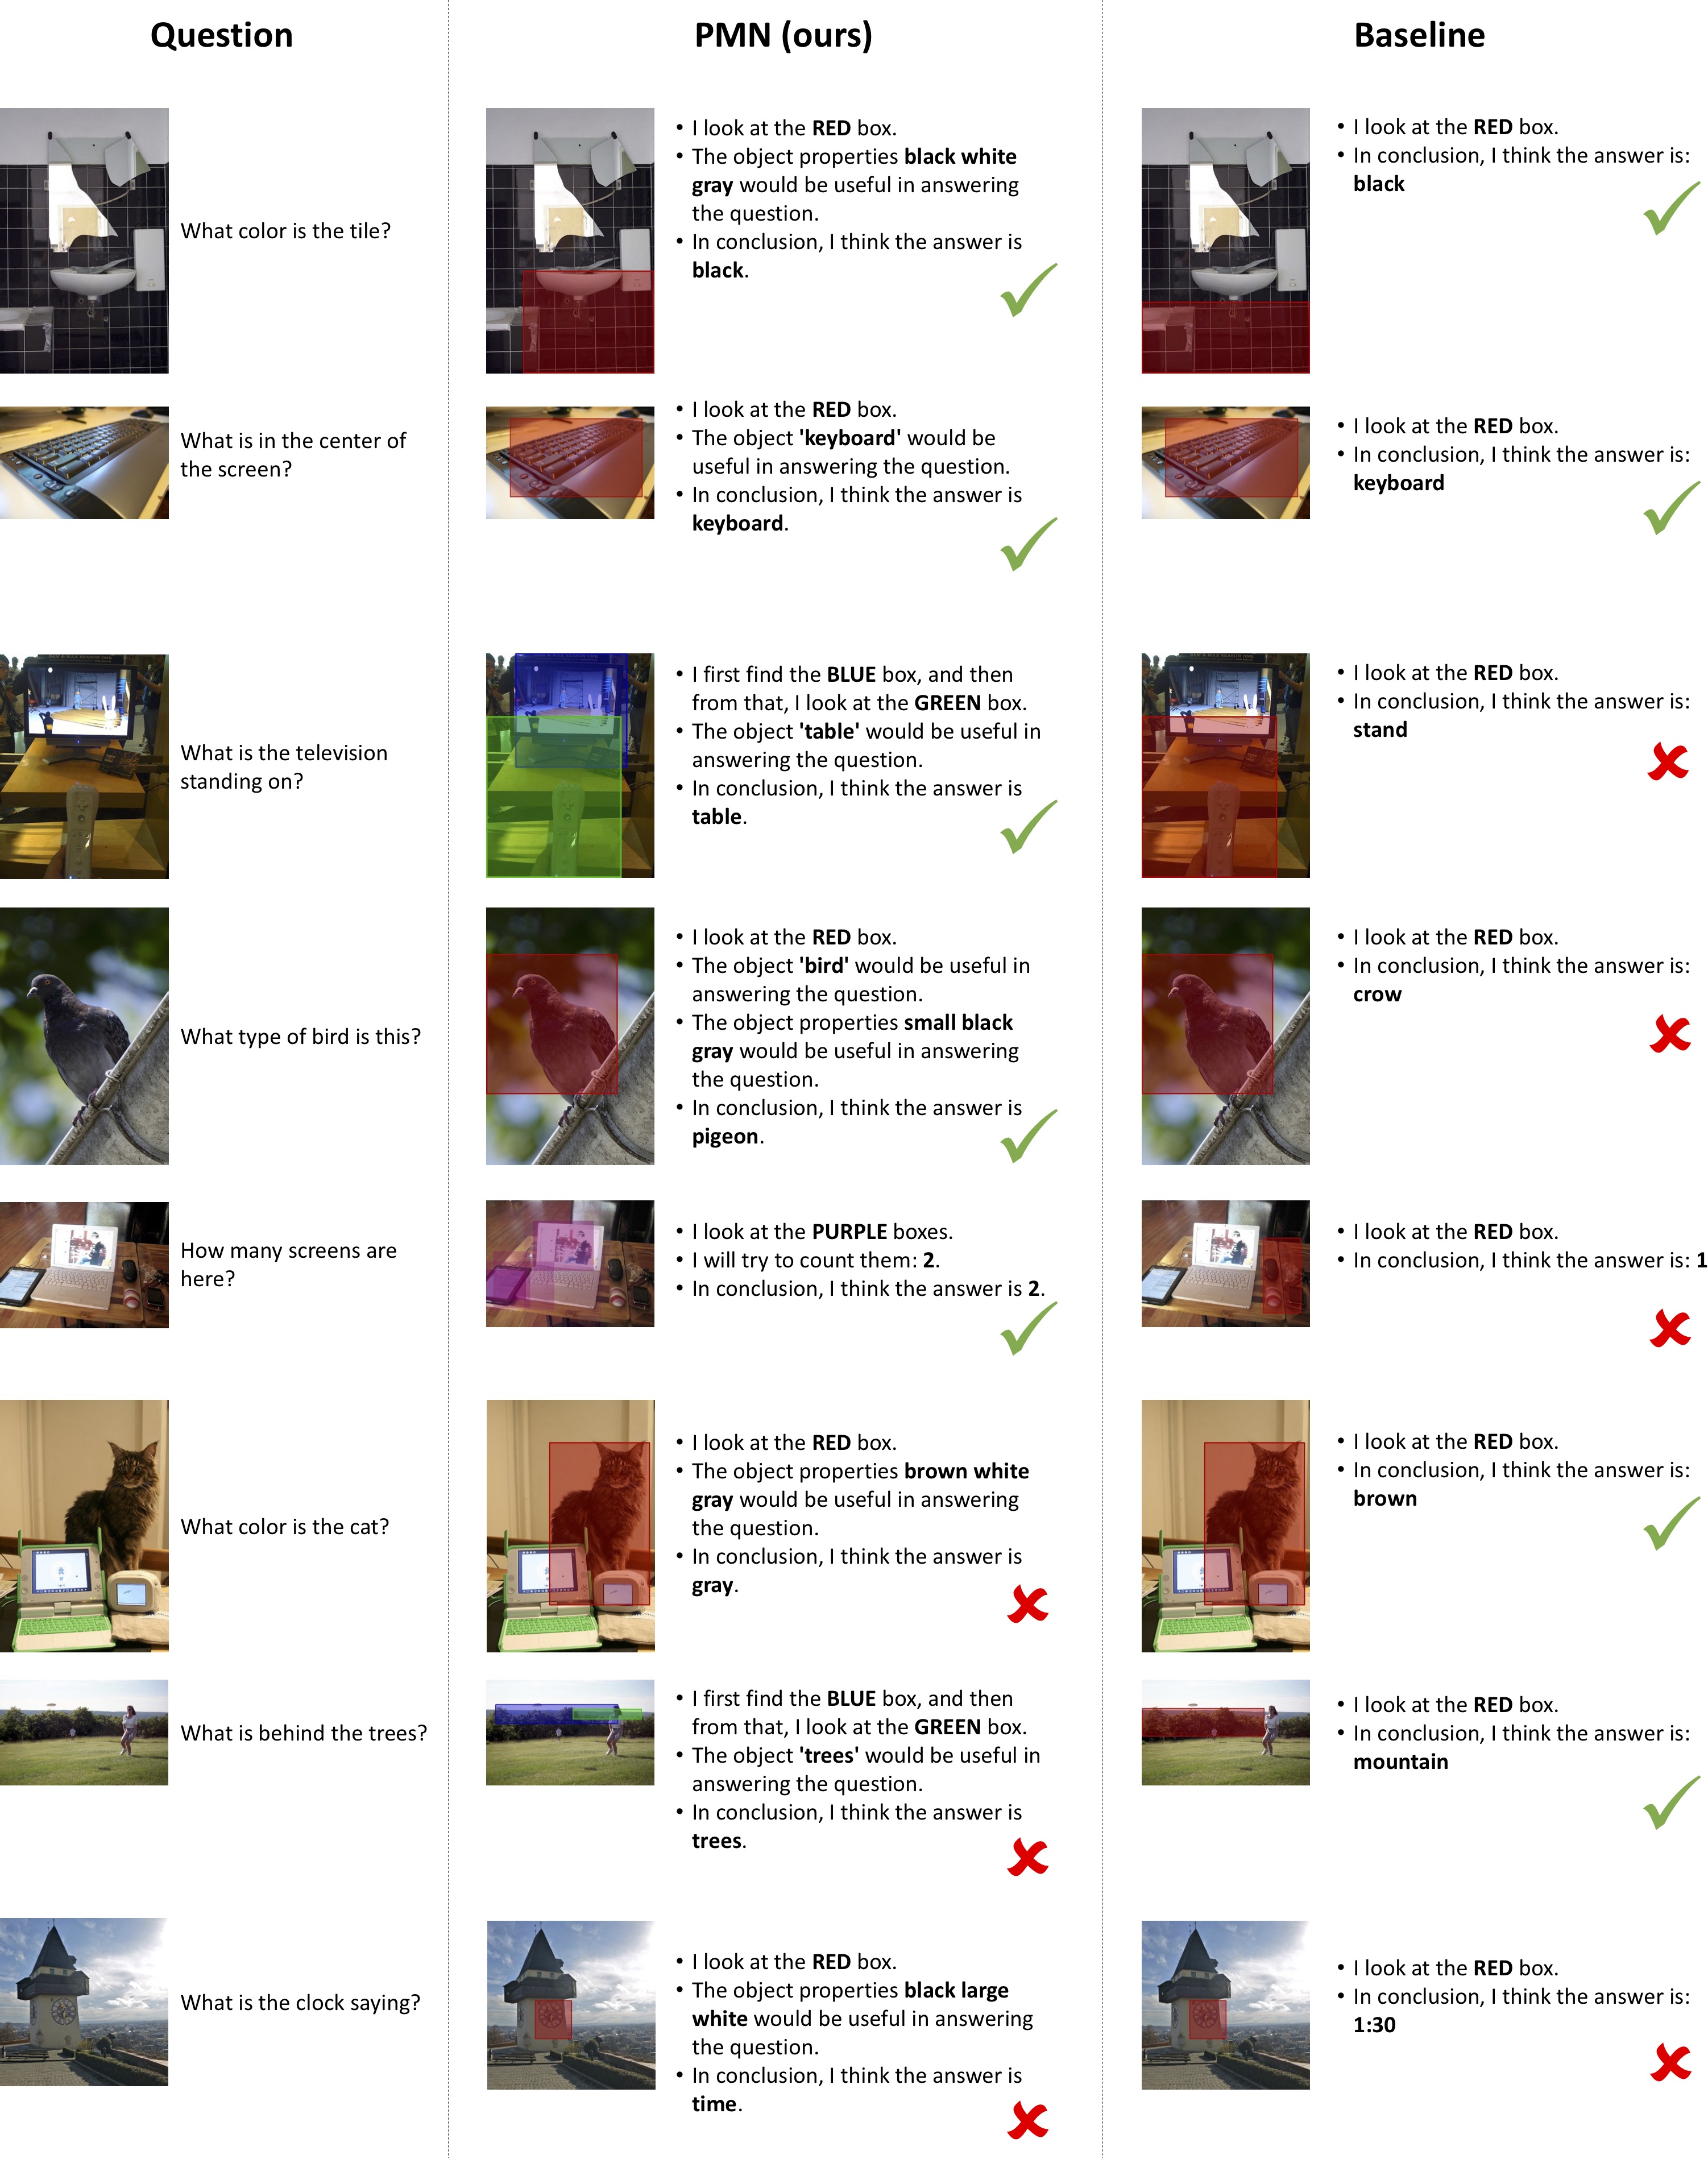 Question
PMN (ours)
Baseline
What color is the tile?
• I look at the RED box.
• The object properties black white
gray would be useful in answering
the question.
• In conclusion, I think the answer is
black.
• I look at the RED box.
• In conclusion, I think the answer is:
black
What is in the center of
the screen?
• I look at the RED box.
• The object 'keyboard' would be
useful in answering the question.
• In conclusion, I think the answer is
keyboard.
• I look at the RED box.
• In conclusion, I think the answer is:
keyboard
What is the television
standing on?
• I first find the BLUE box, and then
from that, I look at the GREEN box.
• The object 'table' would be useful in
answering the question.
• In conclusion, I think the answer is
table.
• I look at the RED box.
• In conclusion, I think the answer is:
stand
What type of bird is this?
• I look at the RED box.
• The object 'bird' would be useful in
answering the question.
• The object properties small black
gray would be useful in answering
the question.
• In conclusion, I think the answer is
pigeon.
• I look at the RED box.
• In conclusion, I think the answer is:
crow
How many screens are
here?
• I look at the PURPLE boxes.
• I will try to count them: 2.
• In conclusion, I think the answer is 2.
• I look at the RED box.
• In conclusion, I think the answer is: 1
What color is the cat?
• I look at the RED box.
• The object properties brown white
gray would be useful in answering
the question.
• In conclusion, I think the answer is
gray.
• I look at the RED box.
• In conclusion, I think the answer is:
brown
What is behind the trees?
• I first find the BLUE box, and then
from that, I look at the GREEN box.
• The object 'trees' would be useful in
answering the question.
• In conclusion, I think the answer is
trees.
• I look at the RED box.
• In conclusion, I think the answer is:
mountain
What is the clock saying?
• I look at the RED box.
• The object properties black large
white would be useful in answering
the question.
• In conclusion, I think the answer is
time.
• I look at the RED box.
• In conclusion, I think the answer is:
1:30